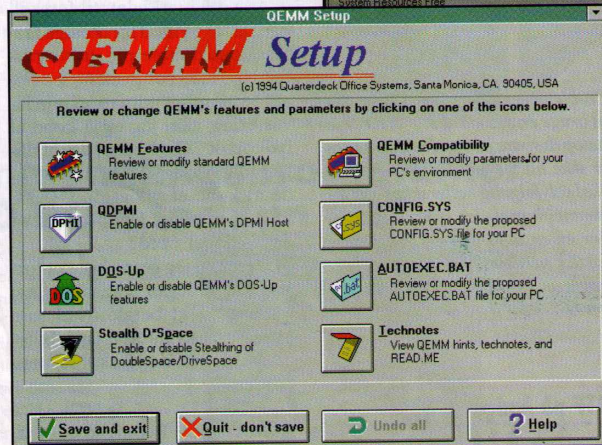 System Resources Free
QEMM Setup
QEMM Setup
(c) 1994 Quarterdeck Office Systems, Santa Monica, CA. 90405, USA
Review or change QEMM's features and parameters by clicking on one of the icons below.
QEMM Features
Review or modify standard QEMM
features
DPMI
QDPMI
Enable or disable QEMM's DPMI Host
DOS
DOS-Up
Enable or disable QEMM's DOS-Up
features
Stealth D*Space
Enable or disable Stealthing of
DoubleSpace/DriveSpace
QEMM Compatibility
Review or modify parameters for your
PC's environment
.sys
CONFIG.SYS
Review or modify the proposed
CONFIG.SYS file for your PC
.bat
AUTOEXEC.BAT
Review or modify the proposed
AUTOEXEC.BAT file for your PC
Technotes
View QEMM hints, technotes, and
READ.ME
Save and exit
Quit - don't save
Undo all
? Help